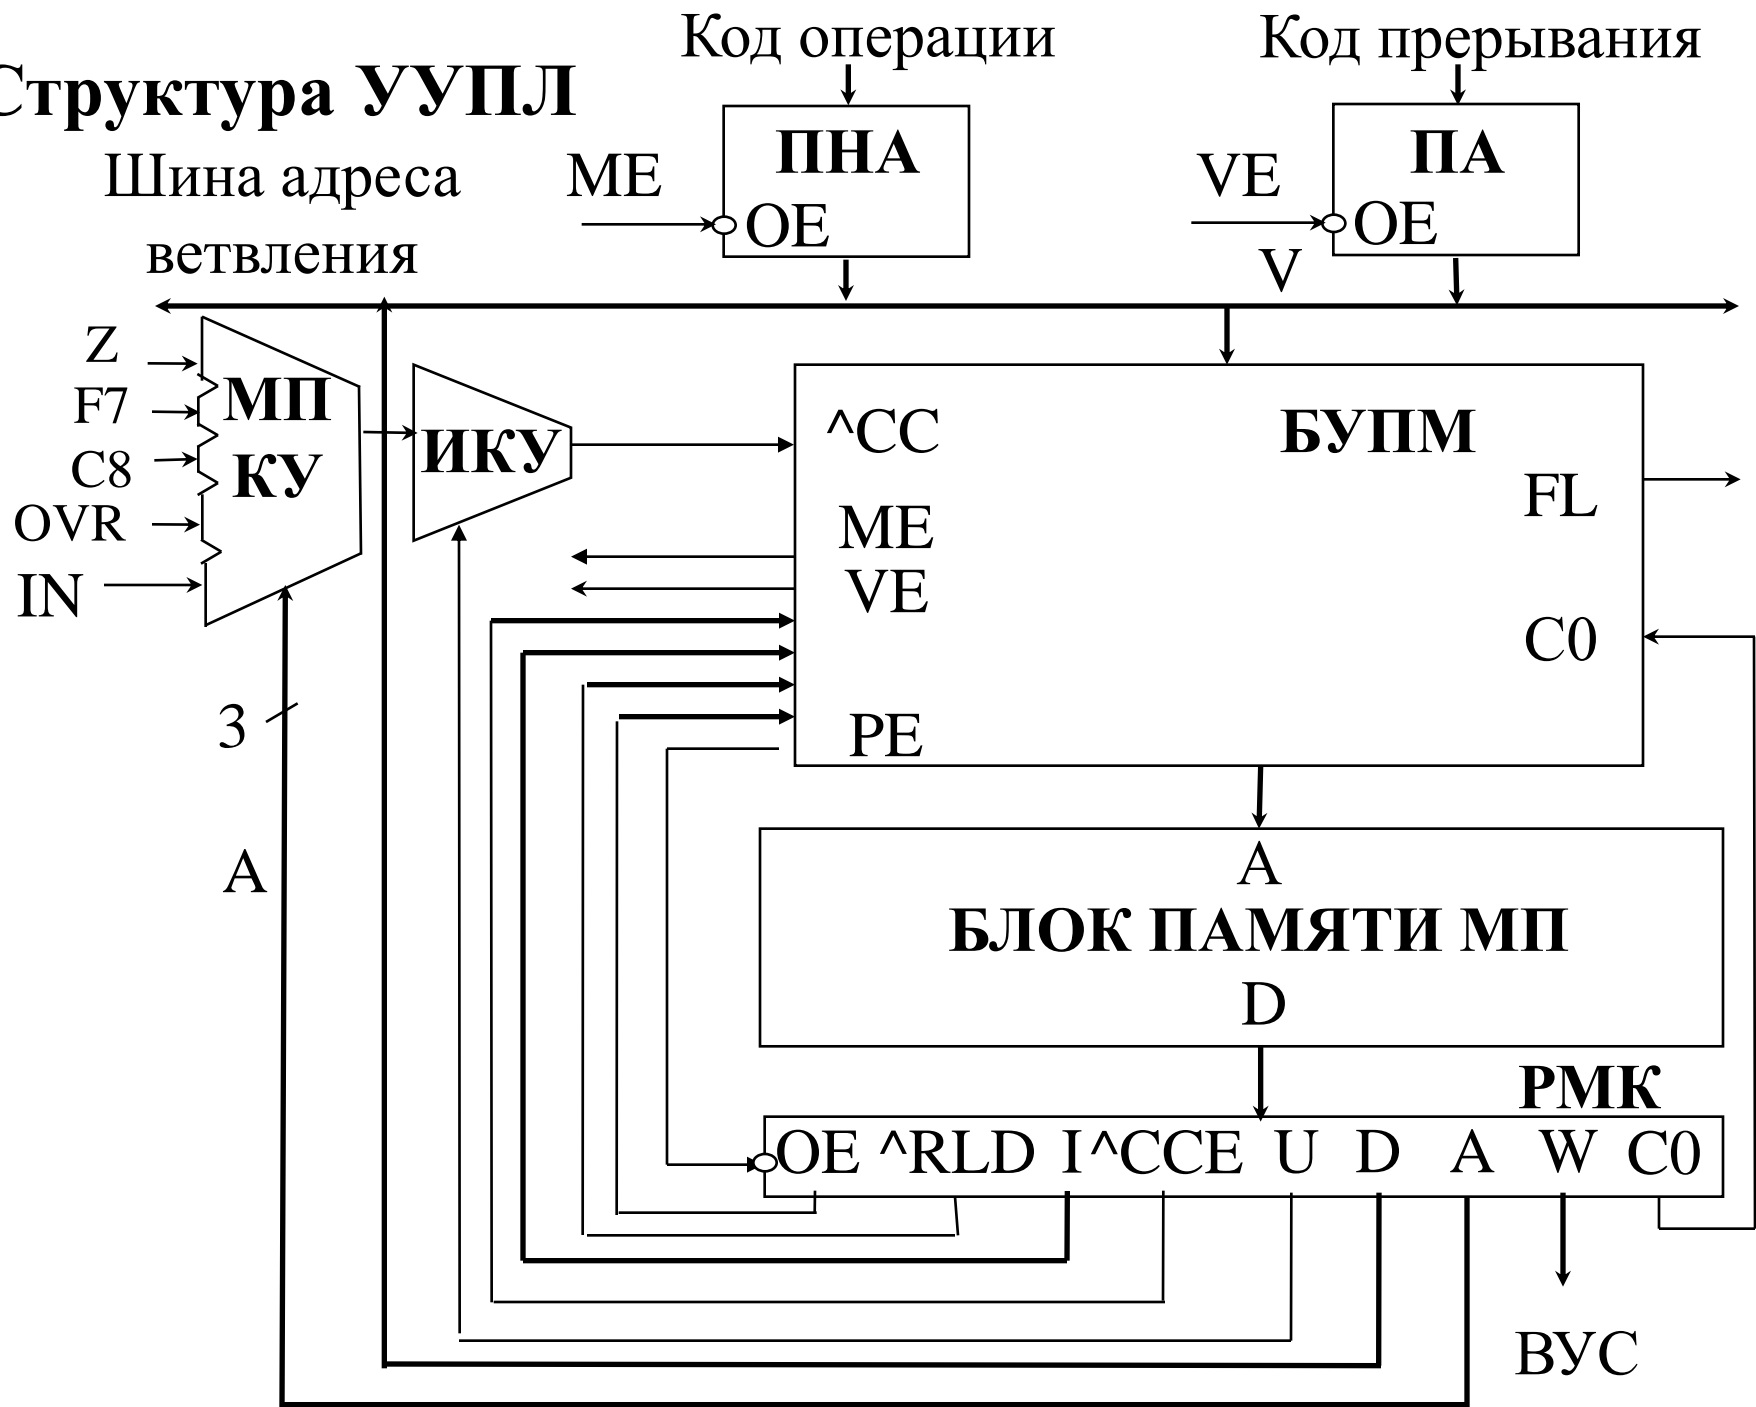 Код операции
Код прерывания
Структура УУПЛ
ПНА
ПА
Шина адреса
ME
VE
OE
OE
ветвления
V
Z
F7
C8
OVR
IN
МП
КУ
ИКУ
^CC
БУПМ
FL
ME
VE
C0
PE
3
A
A
БЛОК ПАМЯТИ МП
D
РМК
OE ^RLD I ^CCE U D A W C0
ВУС